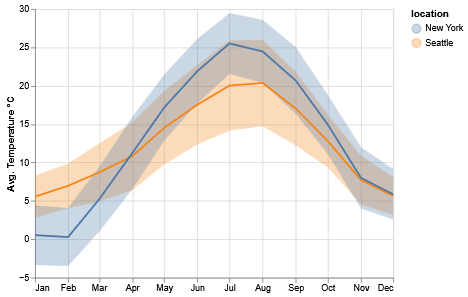 location
New York
Seattle
Avg. Temperature °C
30
25
20
15
10
5
0
−5
Jan Feb Mar Apr May Jun Jul Aug Sep Oct Nov Dec